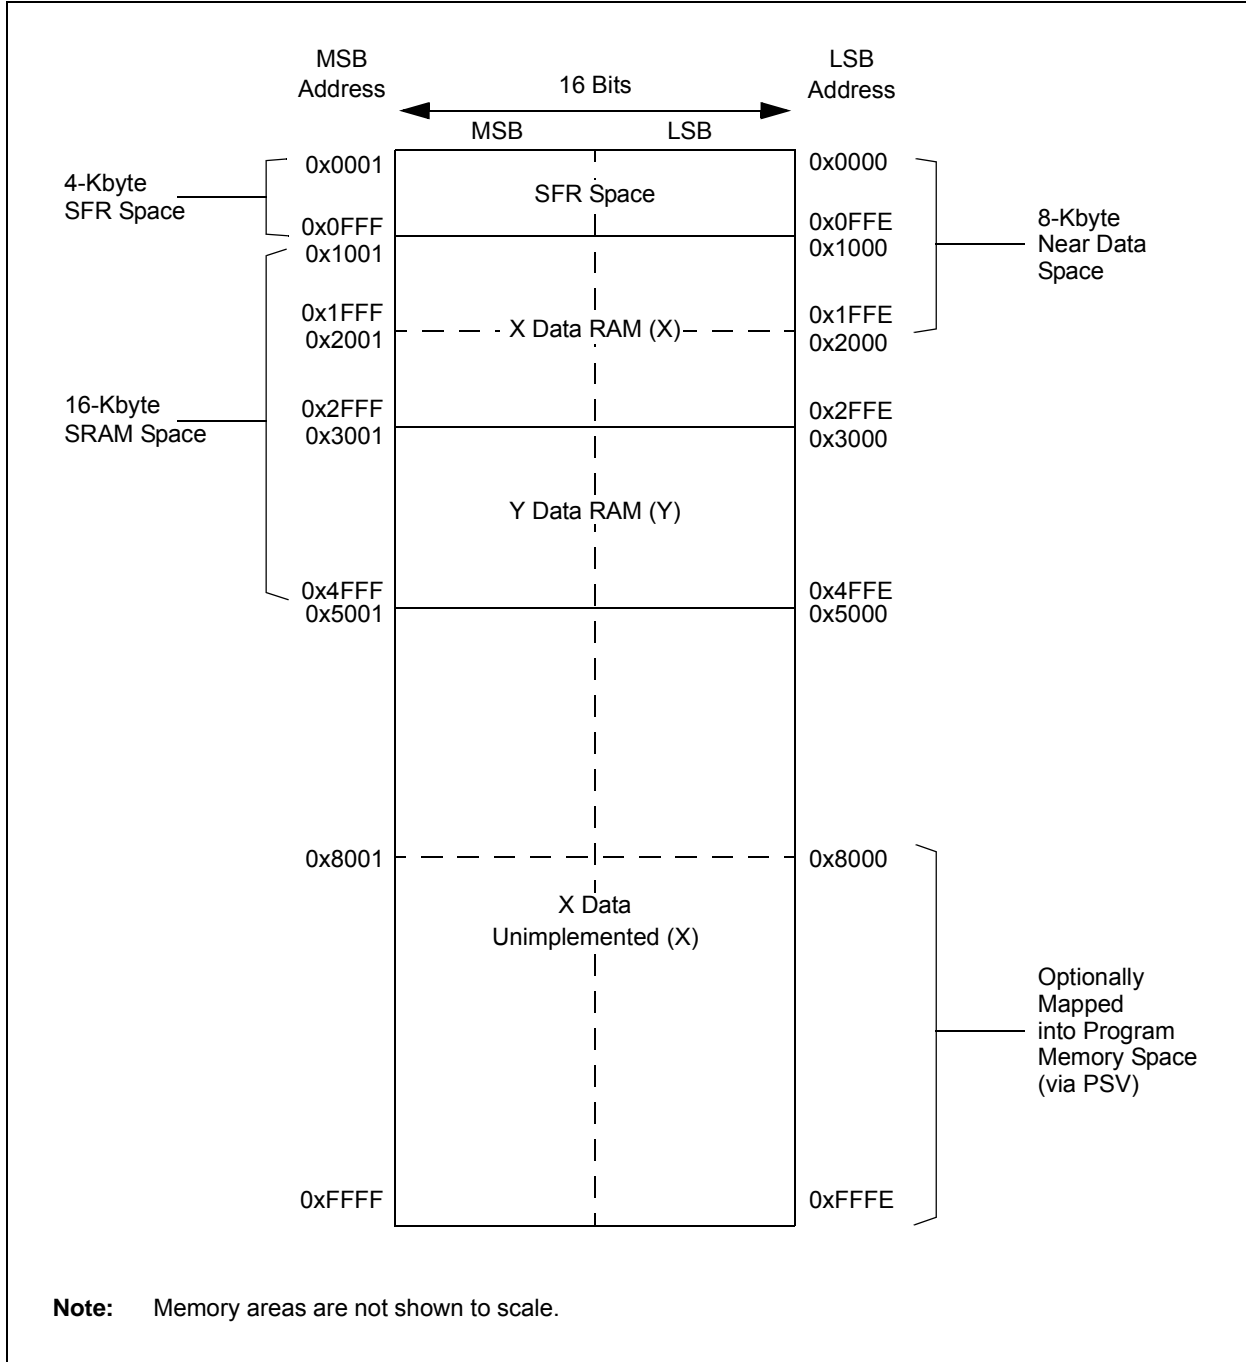 MSB
Address
16 Bits
LSB
Address
MSB
LSB
0x0001
0x0000
4-Kbyte
SFR Space
SFR Space
0x0FFF
0x0FFE
0x1001
0x1000
8-Kbyte
Near Data
Space
0x1FFF
0x1FFE
X Data RAM (X)
0x2001
0x2000
16-Kbyte
SRAM Space
0x2FFF
0x2FFE
0x3001
0x3000
Y Data RAM (Y)
0x4FFF
0x4FFE
0x5001
0x5000
0x8001
0x8000
X Data
Unimplemented (X)
Optionally
Mapped
into Program
Memory Space
(via PSV)
0xFFFF
0xFFFE
Note: Memory areas are not shown to scale.